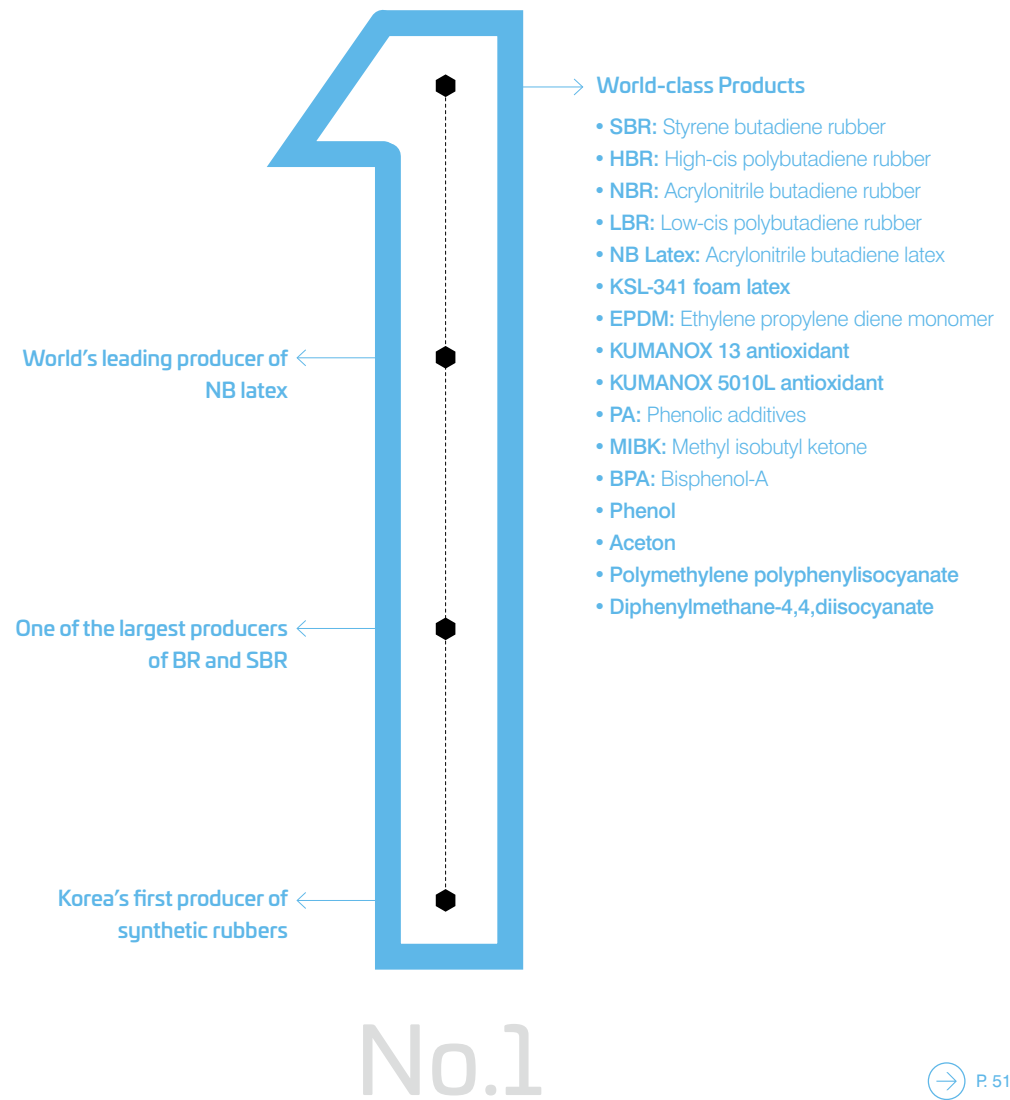 World-class Products
• SBR: Styrene butadiene rubber
• HBR: High-cis polybutadiene rubber
• NBR: Acrylonitrile butadiene rubber
• LBR: Low-cis polybutadiene rubber
• NB Latex: Acrylonitrile butadiene latex
• KSL-341 foam latex
• EPDM: Ethylene propylene diene monomer
• KUMANOX 13 antioxidant
• KUMANOX 5010L antioxidant
• PA: Phenolic additives
• MIBK: Methyl isobutyl ketone
• BPA: Bisphenol-A
• Phenol
• Aceton
• Polymethylene polyphenylisocyanate
• Diphenylmethane-4,4,diisocyanate
World's leading producer of
NB latex
One of the largest producers
of BR and SBR
Korea's first producer of
synthetic rubbers
No.1
P. 51